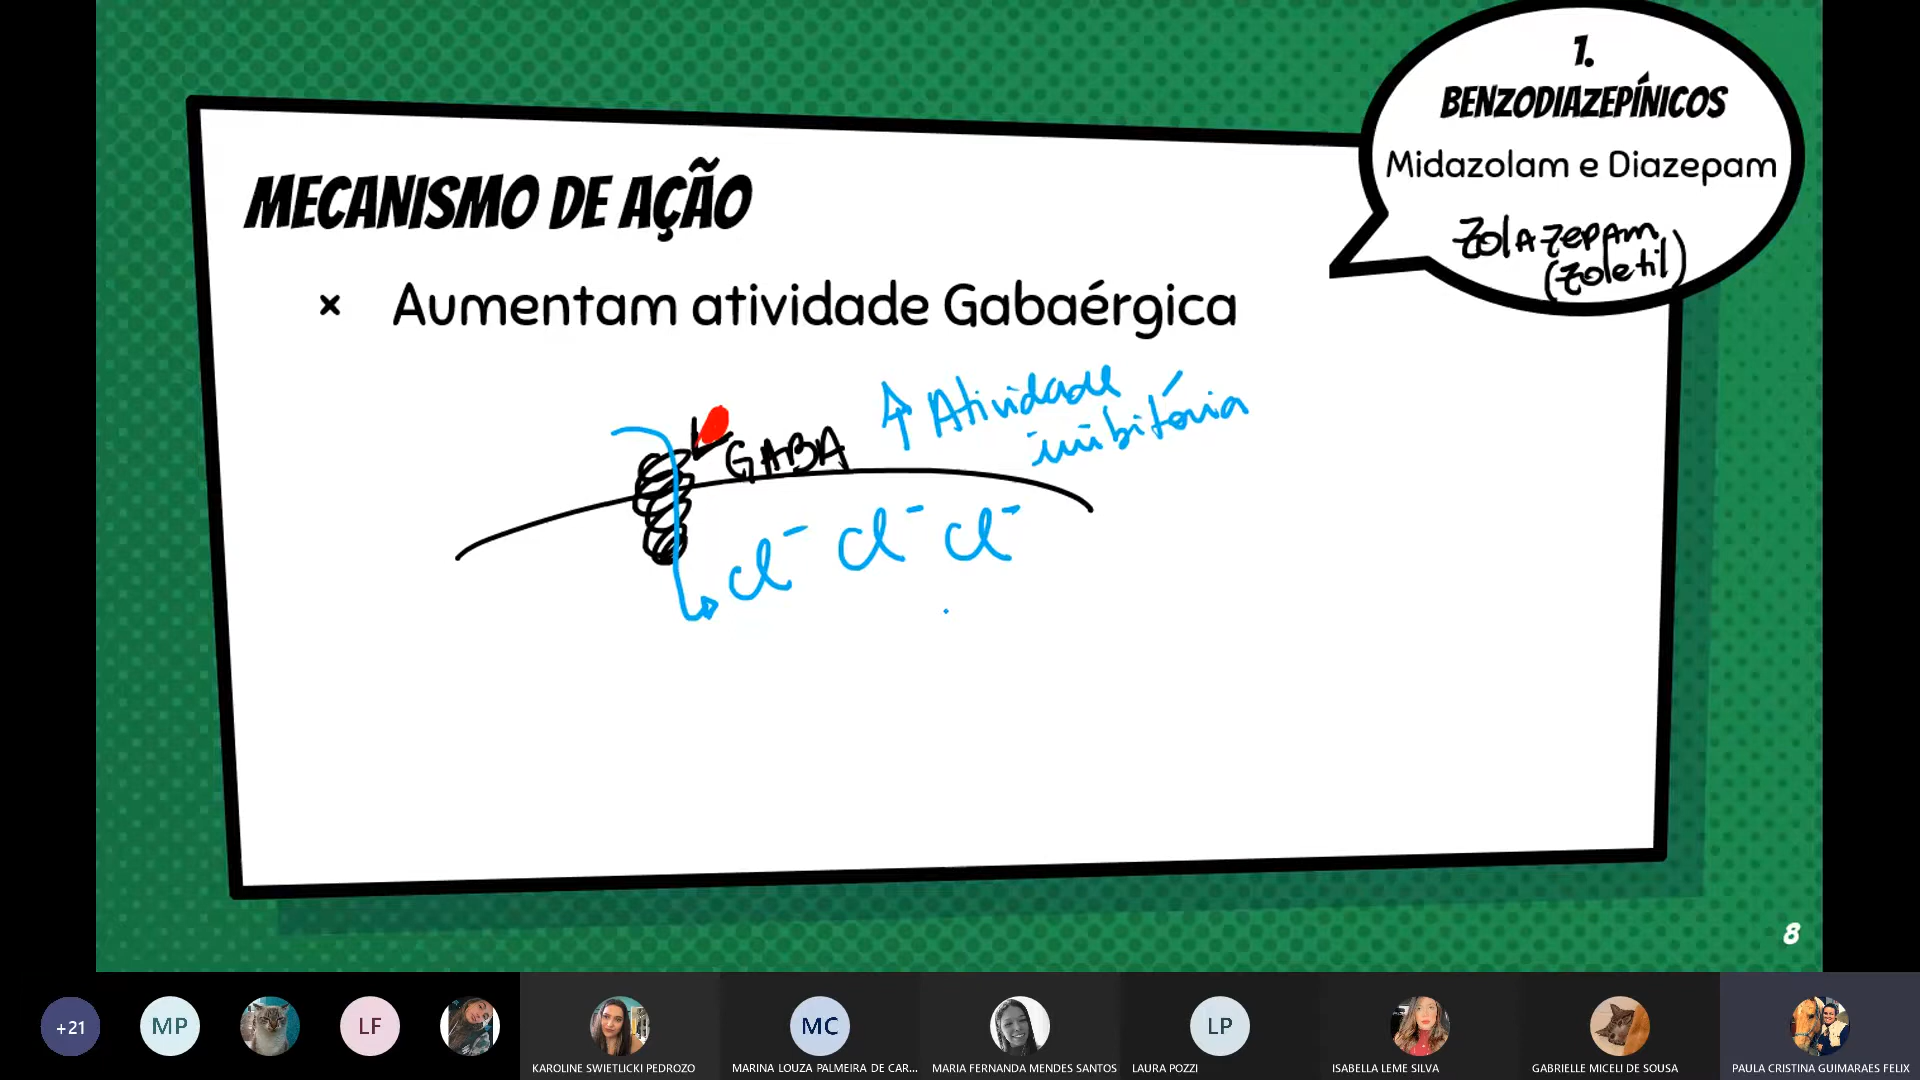 1.
BENZODIAZEPÍNICOS
Midazolam e Diazepam
Zolazepam
(Zoletil)
MECANISMO DE AÇÃO
× Aumentam atividade Gabaérgica
↑ Atividade
inibitória
GABA
Cl⁻ Cl⁻ Cl⁻
8
+21
MP
LF
MC
LP
KAROLINE SWIETLICKI PEDROZO
MARINA LOUZA PALMEIRA DE CAR...
MARIA FERNANDA MENDES SANTOS
LAURA POZZI
ISABELLA LEME SILVA
GABRIELLE MICELI DE SOUSA
PAULA CRISTINA GUIMARAES FELIX